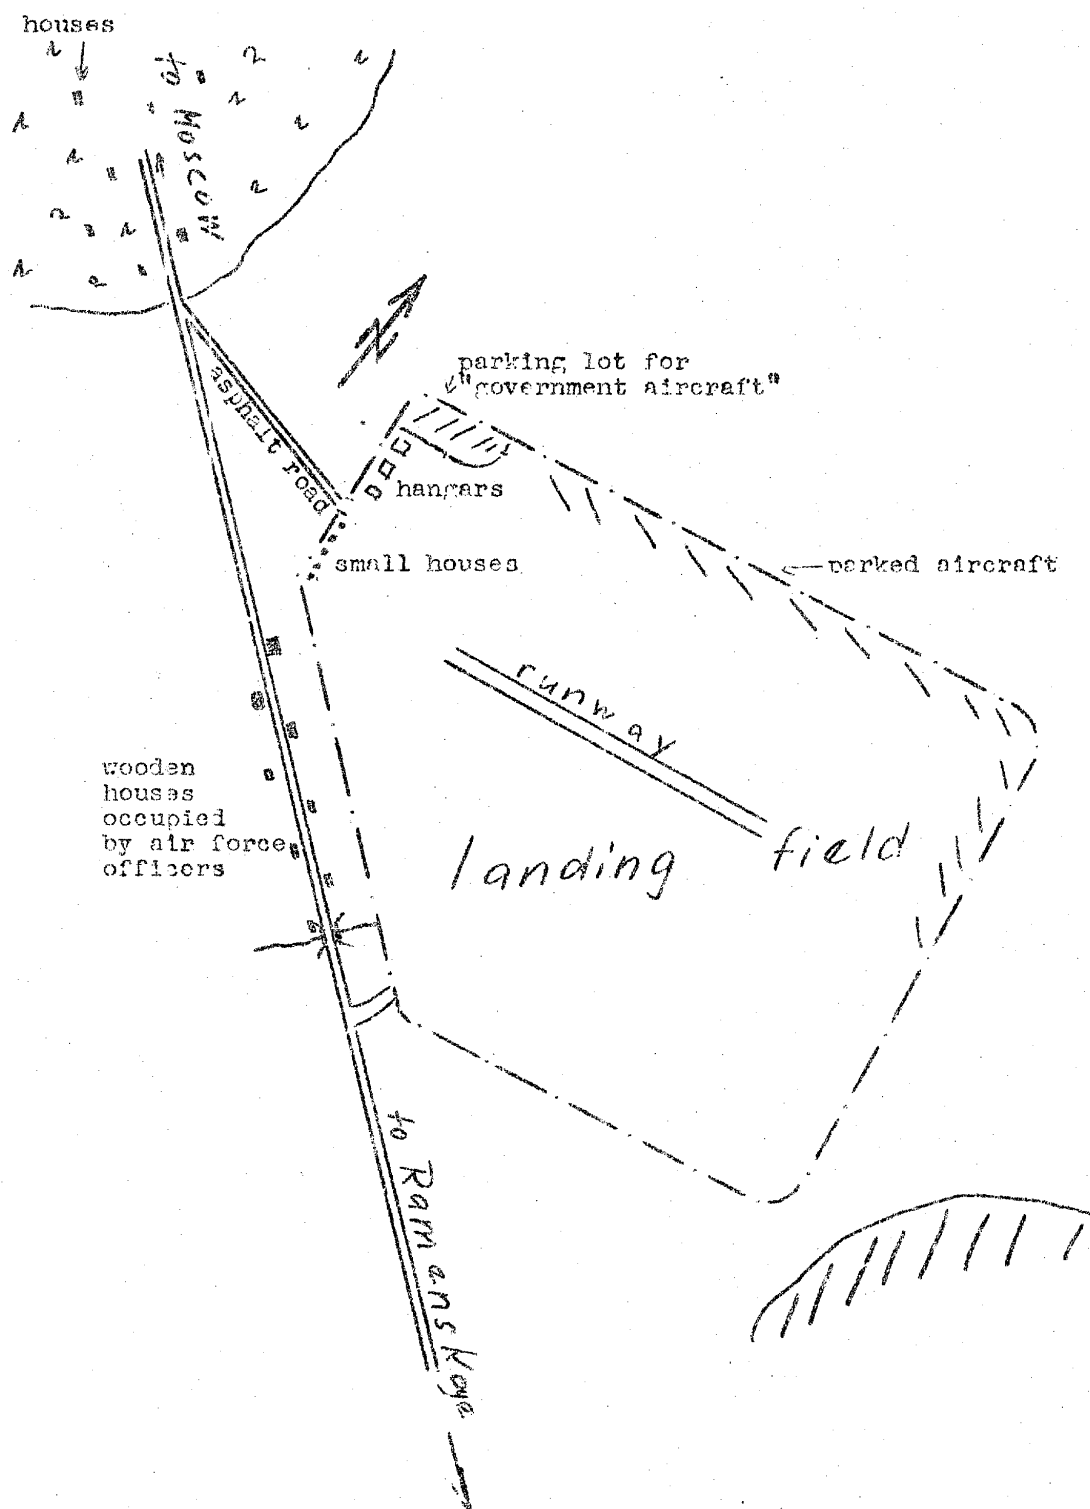 houses
to Moscow
N
parking lot for
"government aircraft"
asphalt road
hangars
small houses
parked aircraft
runway
wooden
houses
occupied
by air force
officers
landing field
to Ramanskoye